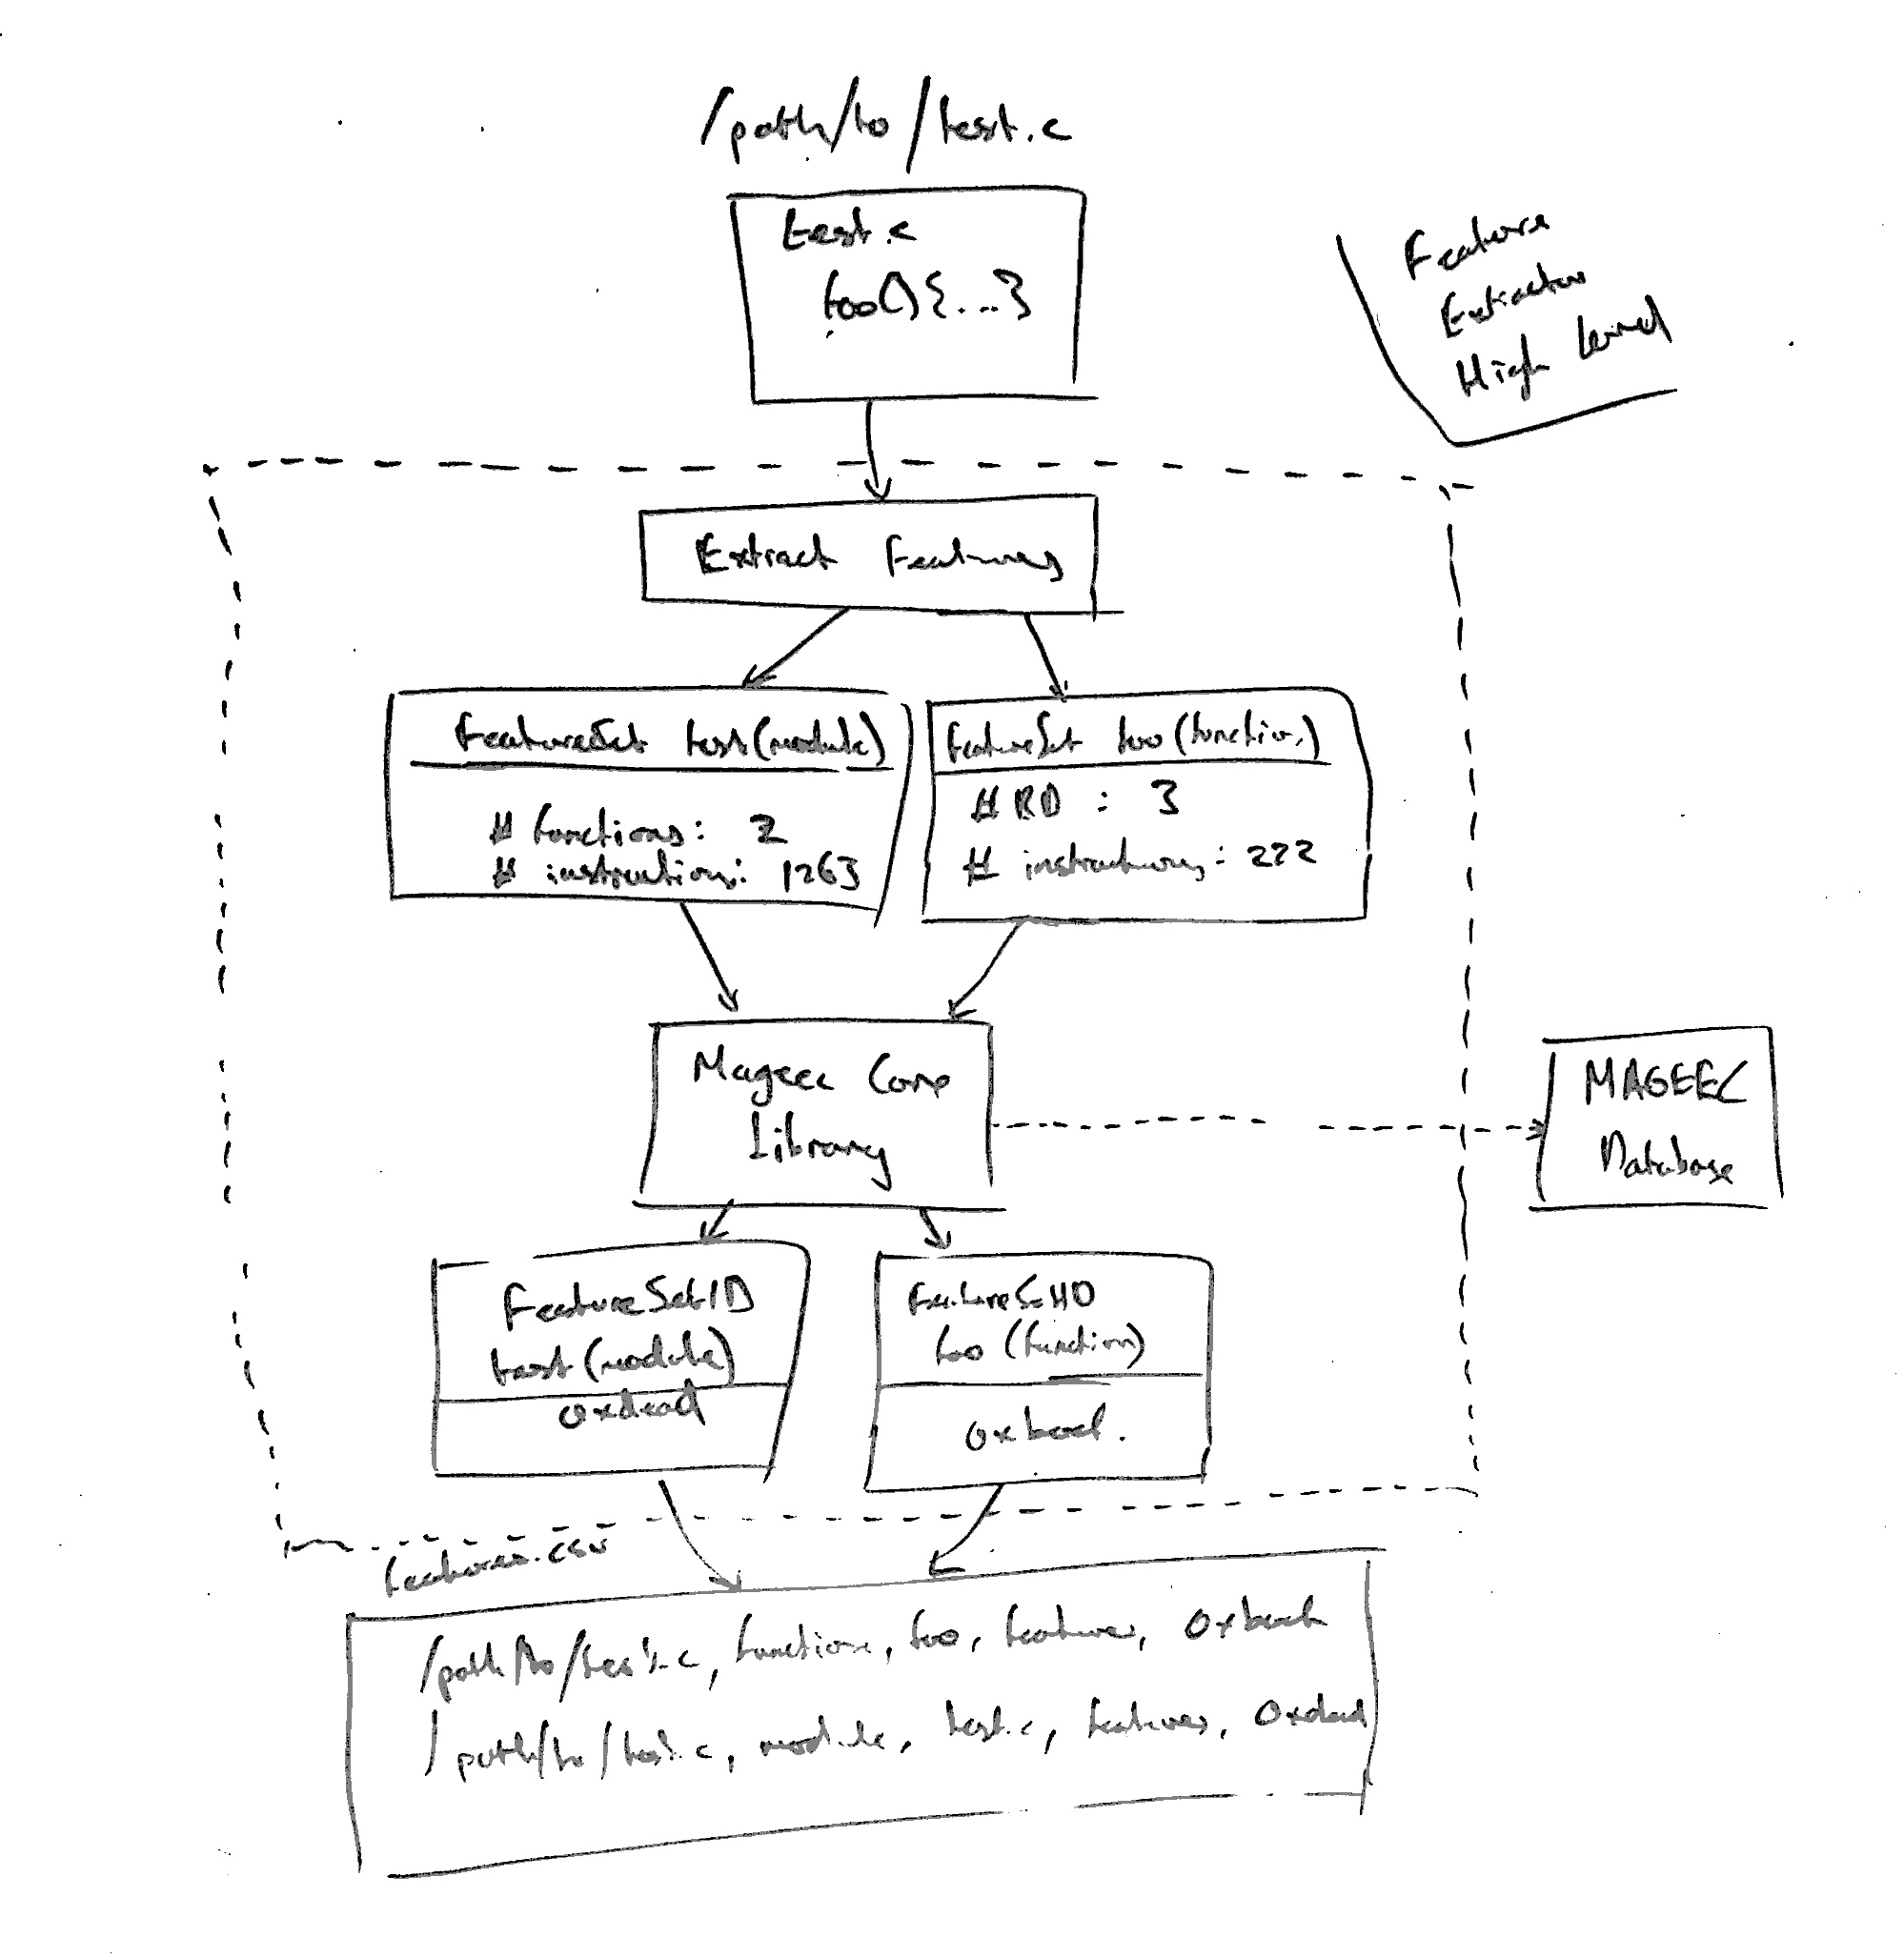 /path/to/test.c
test.c
foo(){...}
Feature
Extractor
High Level
Extract Features
FeatureSet test(module)
# functions: 2
# instructions: 1263
FeatureSet foo (function)
# BB : 3
# instructions: 222
Mageec Core
Library
MAGEEC
Database
FeatureSetID
test(module)
0xdead
FeatureSetID
foo (function)
0xbeef.
features.csv
/path/to/test.c, function, foo, features, 0xbeef
/path/to/test.c, module, test.c, features, 0xdead